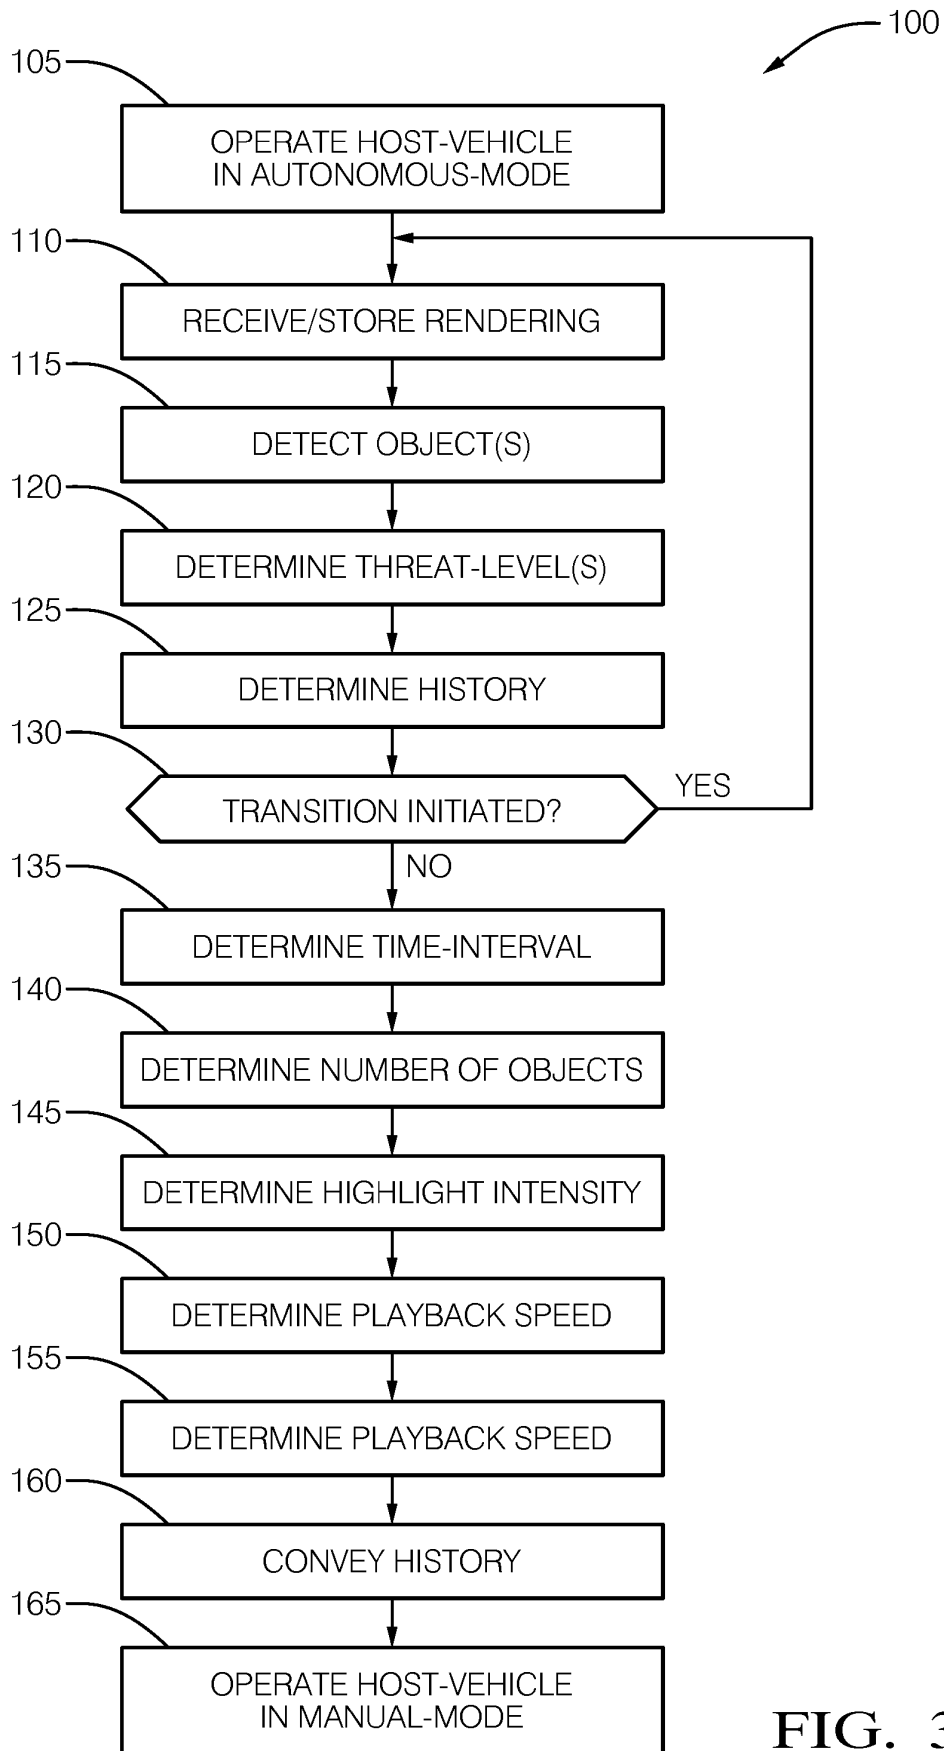 100
105
OPERATE HOST-VEHICLE
IN AUTONOMOUS-MODE
110
RECEIVE/STORE RENDERING
115
DETECT OBJECT(S)
120
DETERMINE THREAT-LEVEL(S)
125
DETERMINE HISTORY
130
TRANSITION INITIATED?
YES
NO
135
DETERMINE TIME-INTERVAL
140
DETERMINE NUMBER OF OBJECTS
145
DETERMINE HIGHLIGHT INTENSITY
150
DETERMINE PLAYBACK SPEED
155
DETERMINE PLAYBACK SPEED
160
CONVEY HISTORY
165
OPERATE HOST-VEHICLE
IN MANUAL-MODE
FIG. 3